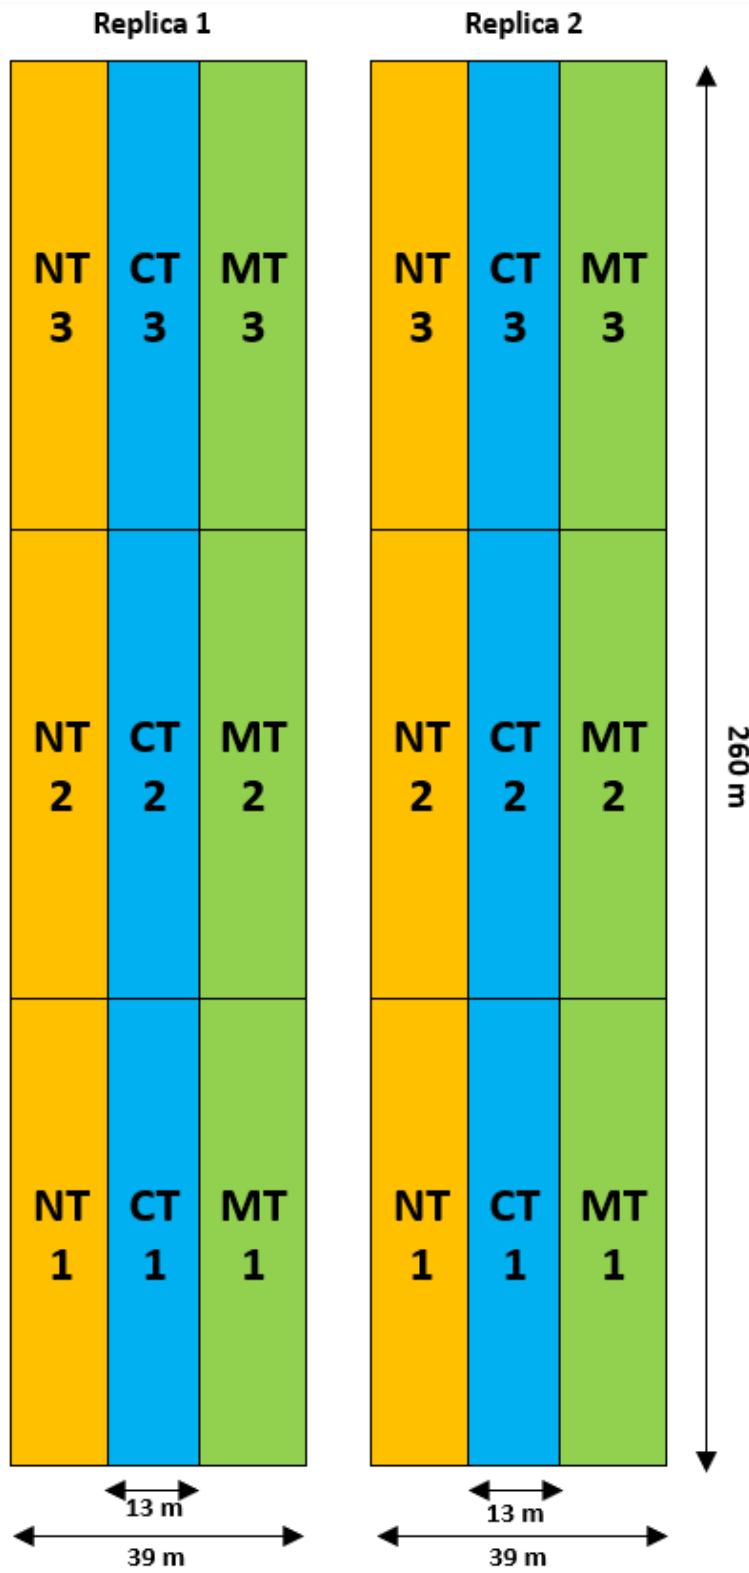 Replica 1 Replica 2
NT CT MT NT CT MT
3 3 3 3 3 3
NT CT MT NT CT MT
2 2 2 2 2 2
260 m
NT CT MT NT CT MT
1 1 1 1 1 1
13 m 13 m
39 m 39 m